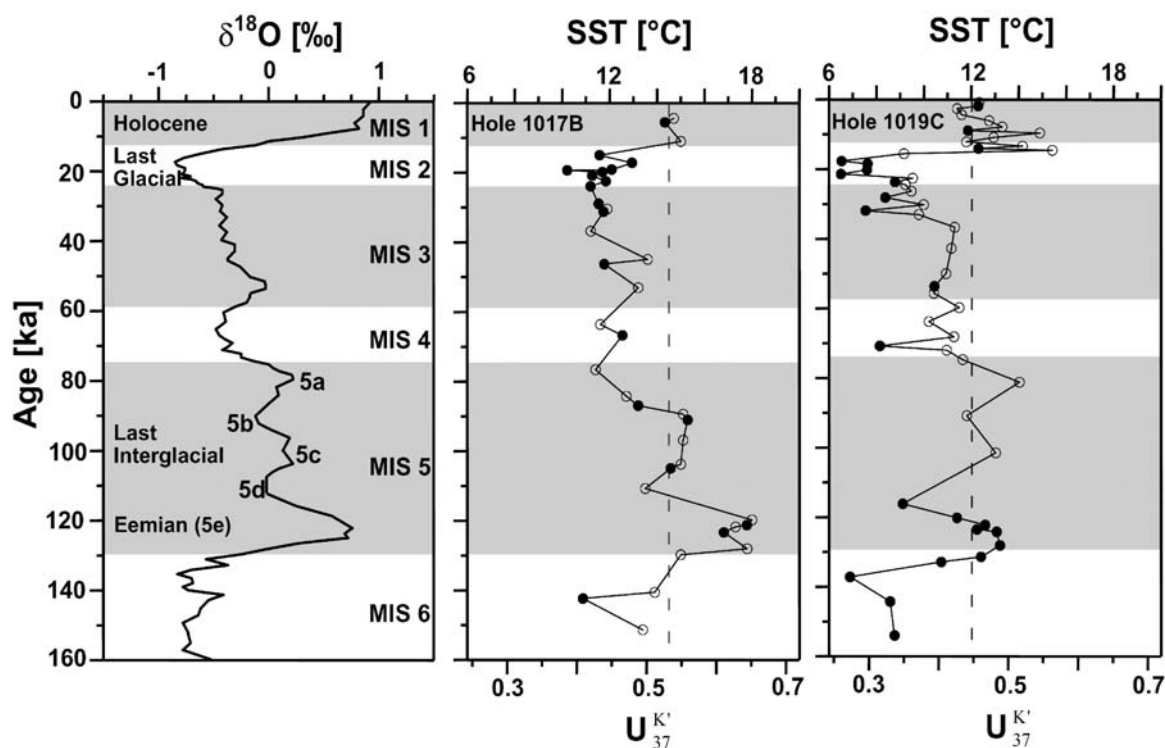 δ18O [‰]
-1 0 1
SST [°C]
12 18
SST [°C]
6 12 18
Age [ka]
0
20
40
60
80
100
120
140
160
Holocene
MIS 1
Last
Glacial
MIS 2
MIS 3
MIS 4
5a
5b
Last
Interglacial
5c
MIS 5
5d
Eemian (5e)
MIS 6
Hole 1017B
Hole 1019C
0.3 0.5 0.7
U K' 37
0.3 0.5 0.7
U K' 37